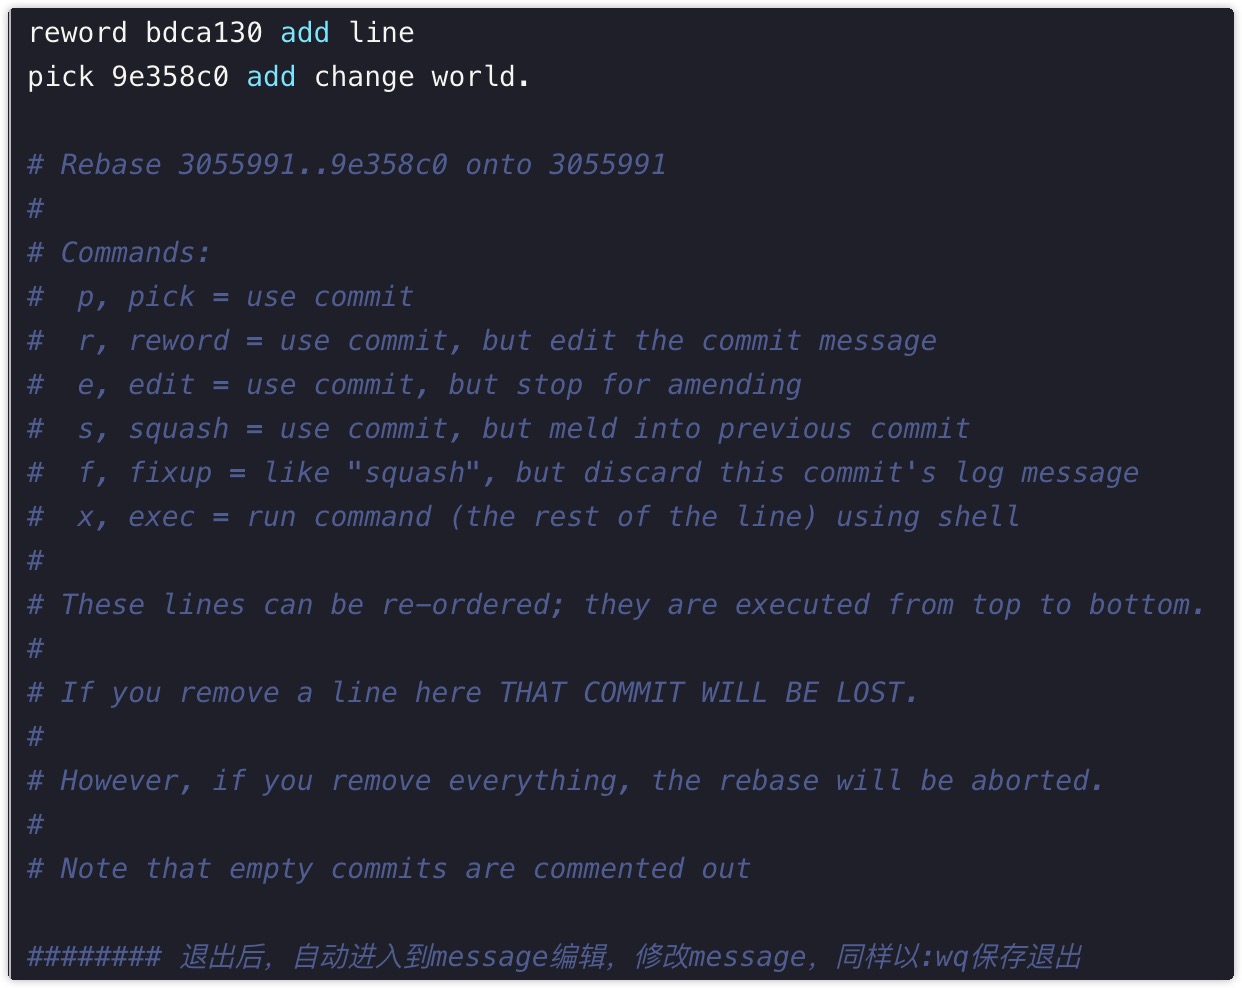 reword bdca130 add line
pick 9e358c0 add change world.
# Rebase 3055991..9e358c0 onto 3055991
#
# Commands:
#  p, pick = use commit
#  r, reword = use commit, but edit the commit message
#  e, edit = use commit, but stop for amending
#  s, squash = use commit, but meld into previous commit
#  f, fixup = like "squash", but discard this commit's log message
#  x, exec = run command (the rest of the line) using shell
#
# These lines can be re-ordered; they are executed from top to bottom.
#
# If you remove a line here THAT COMMIT WILL BE LOST.
#
# However, if you remove everything, the rebase will be aborted.
#
# Note that empty commits are commented out
######## 退出后，自动进入到message编辑，修改message，同样以:wq保存退出